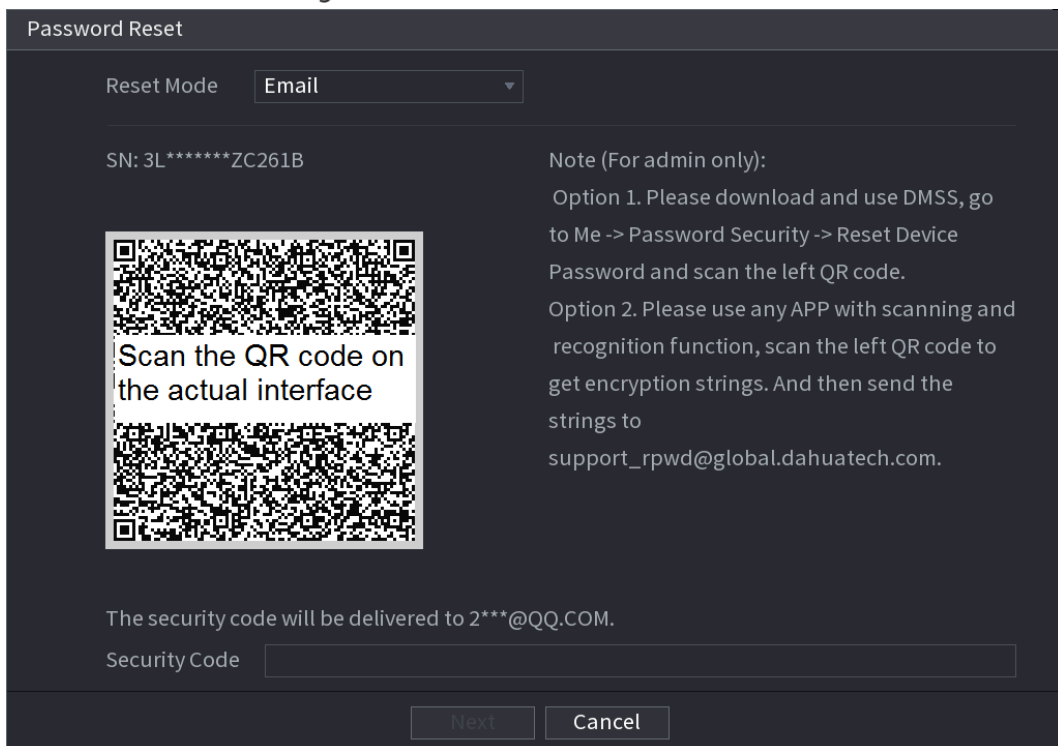 Password Reset
Reset Mode Email
SN: 3L*******ZC261B
Note (For admin only):
Option 1. Please download and use DMSS, go
to Me -> Password Security -> Reset Device
Password and scan the left QR code.
Option 2. Please use any APP with scanning and
recognition function, scan the left QR code to
get encryption strings. And then send the
strings to
support_rpwd@global.dahuatech.com.
Scan the QR code on
the actual interface
The security code will be delivered to 2***@QQ.COM.
Security Code
Next Cancel